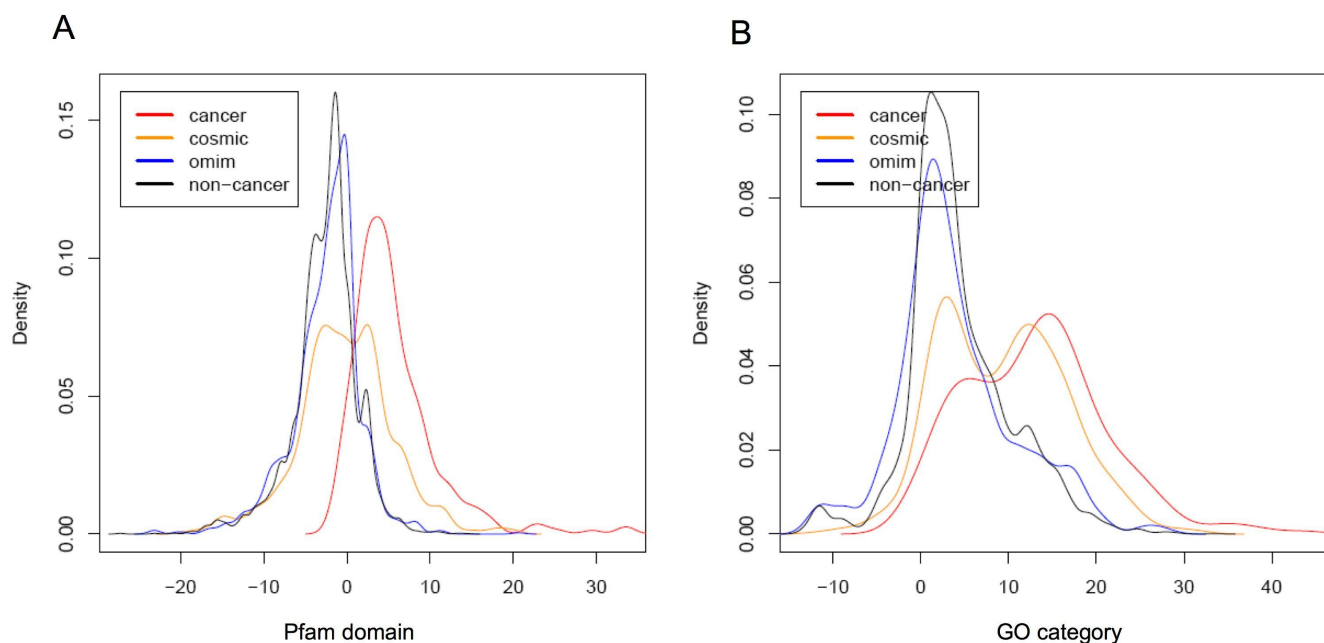 A
cancer
cosmic
omim
non−cancer
Density
0.00
0.05
0.10
0.15
−20
−10
0
10
20
30
Pfam domain
B
cancer
cosmic
omim
non−cancer
Density
0.00
0.02
0.04
0.06
0.08
0.10
−10
0
10
20
30
40
GO category